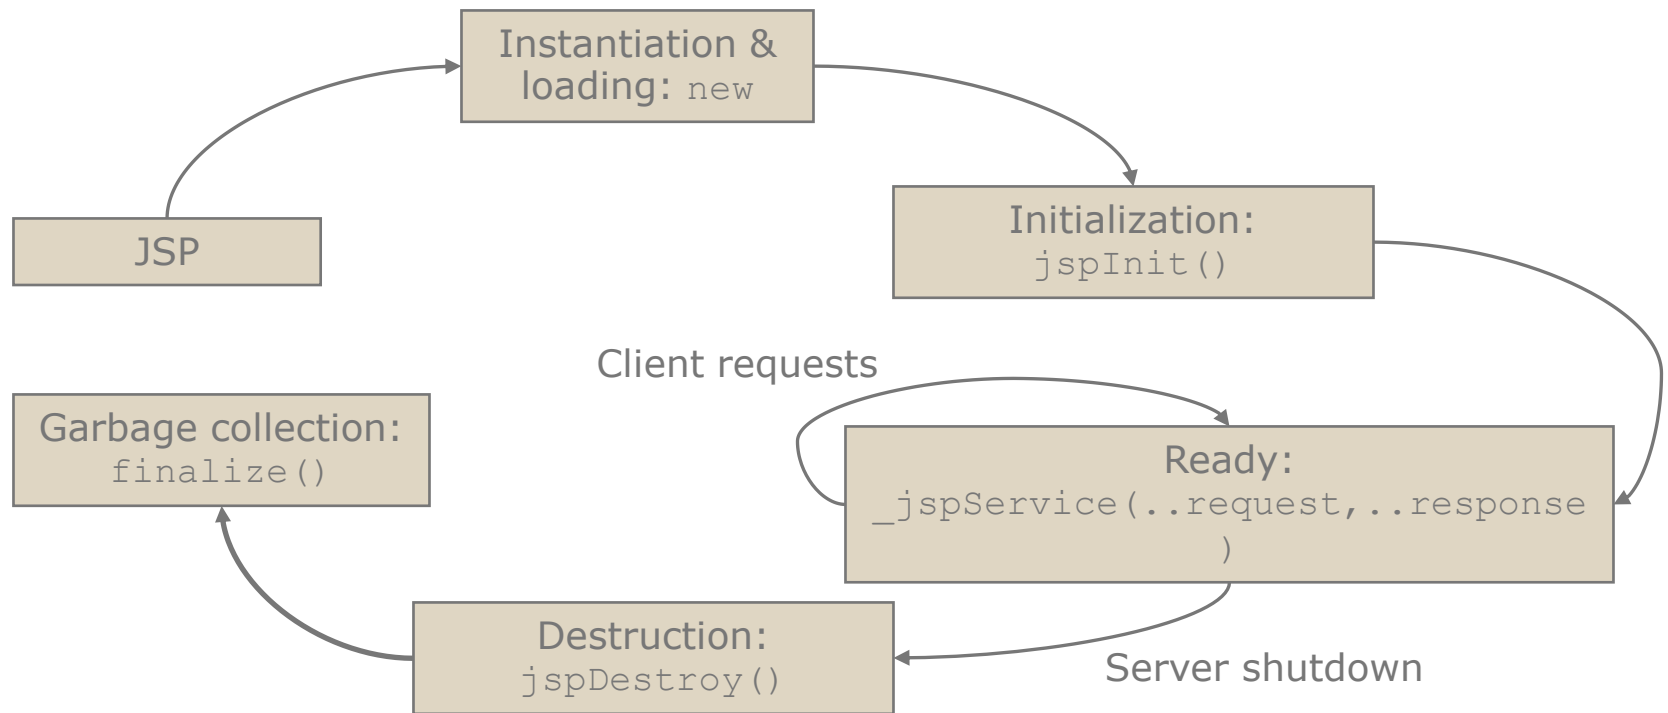 Instantiation &
loading: new
JSP
Initialization:
jspInit()
Client requests
Garbage collection:
finalize()
Ready:
_jspService(..request,..response
)
Destruction:
jspDestroy()
Server shutdown